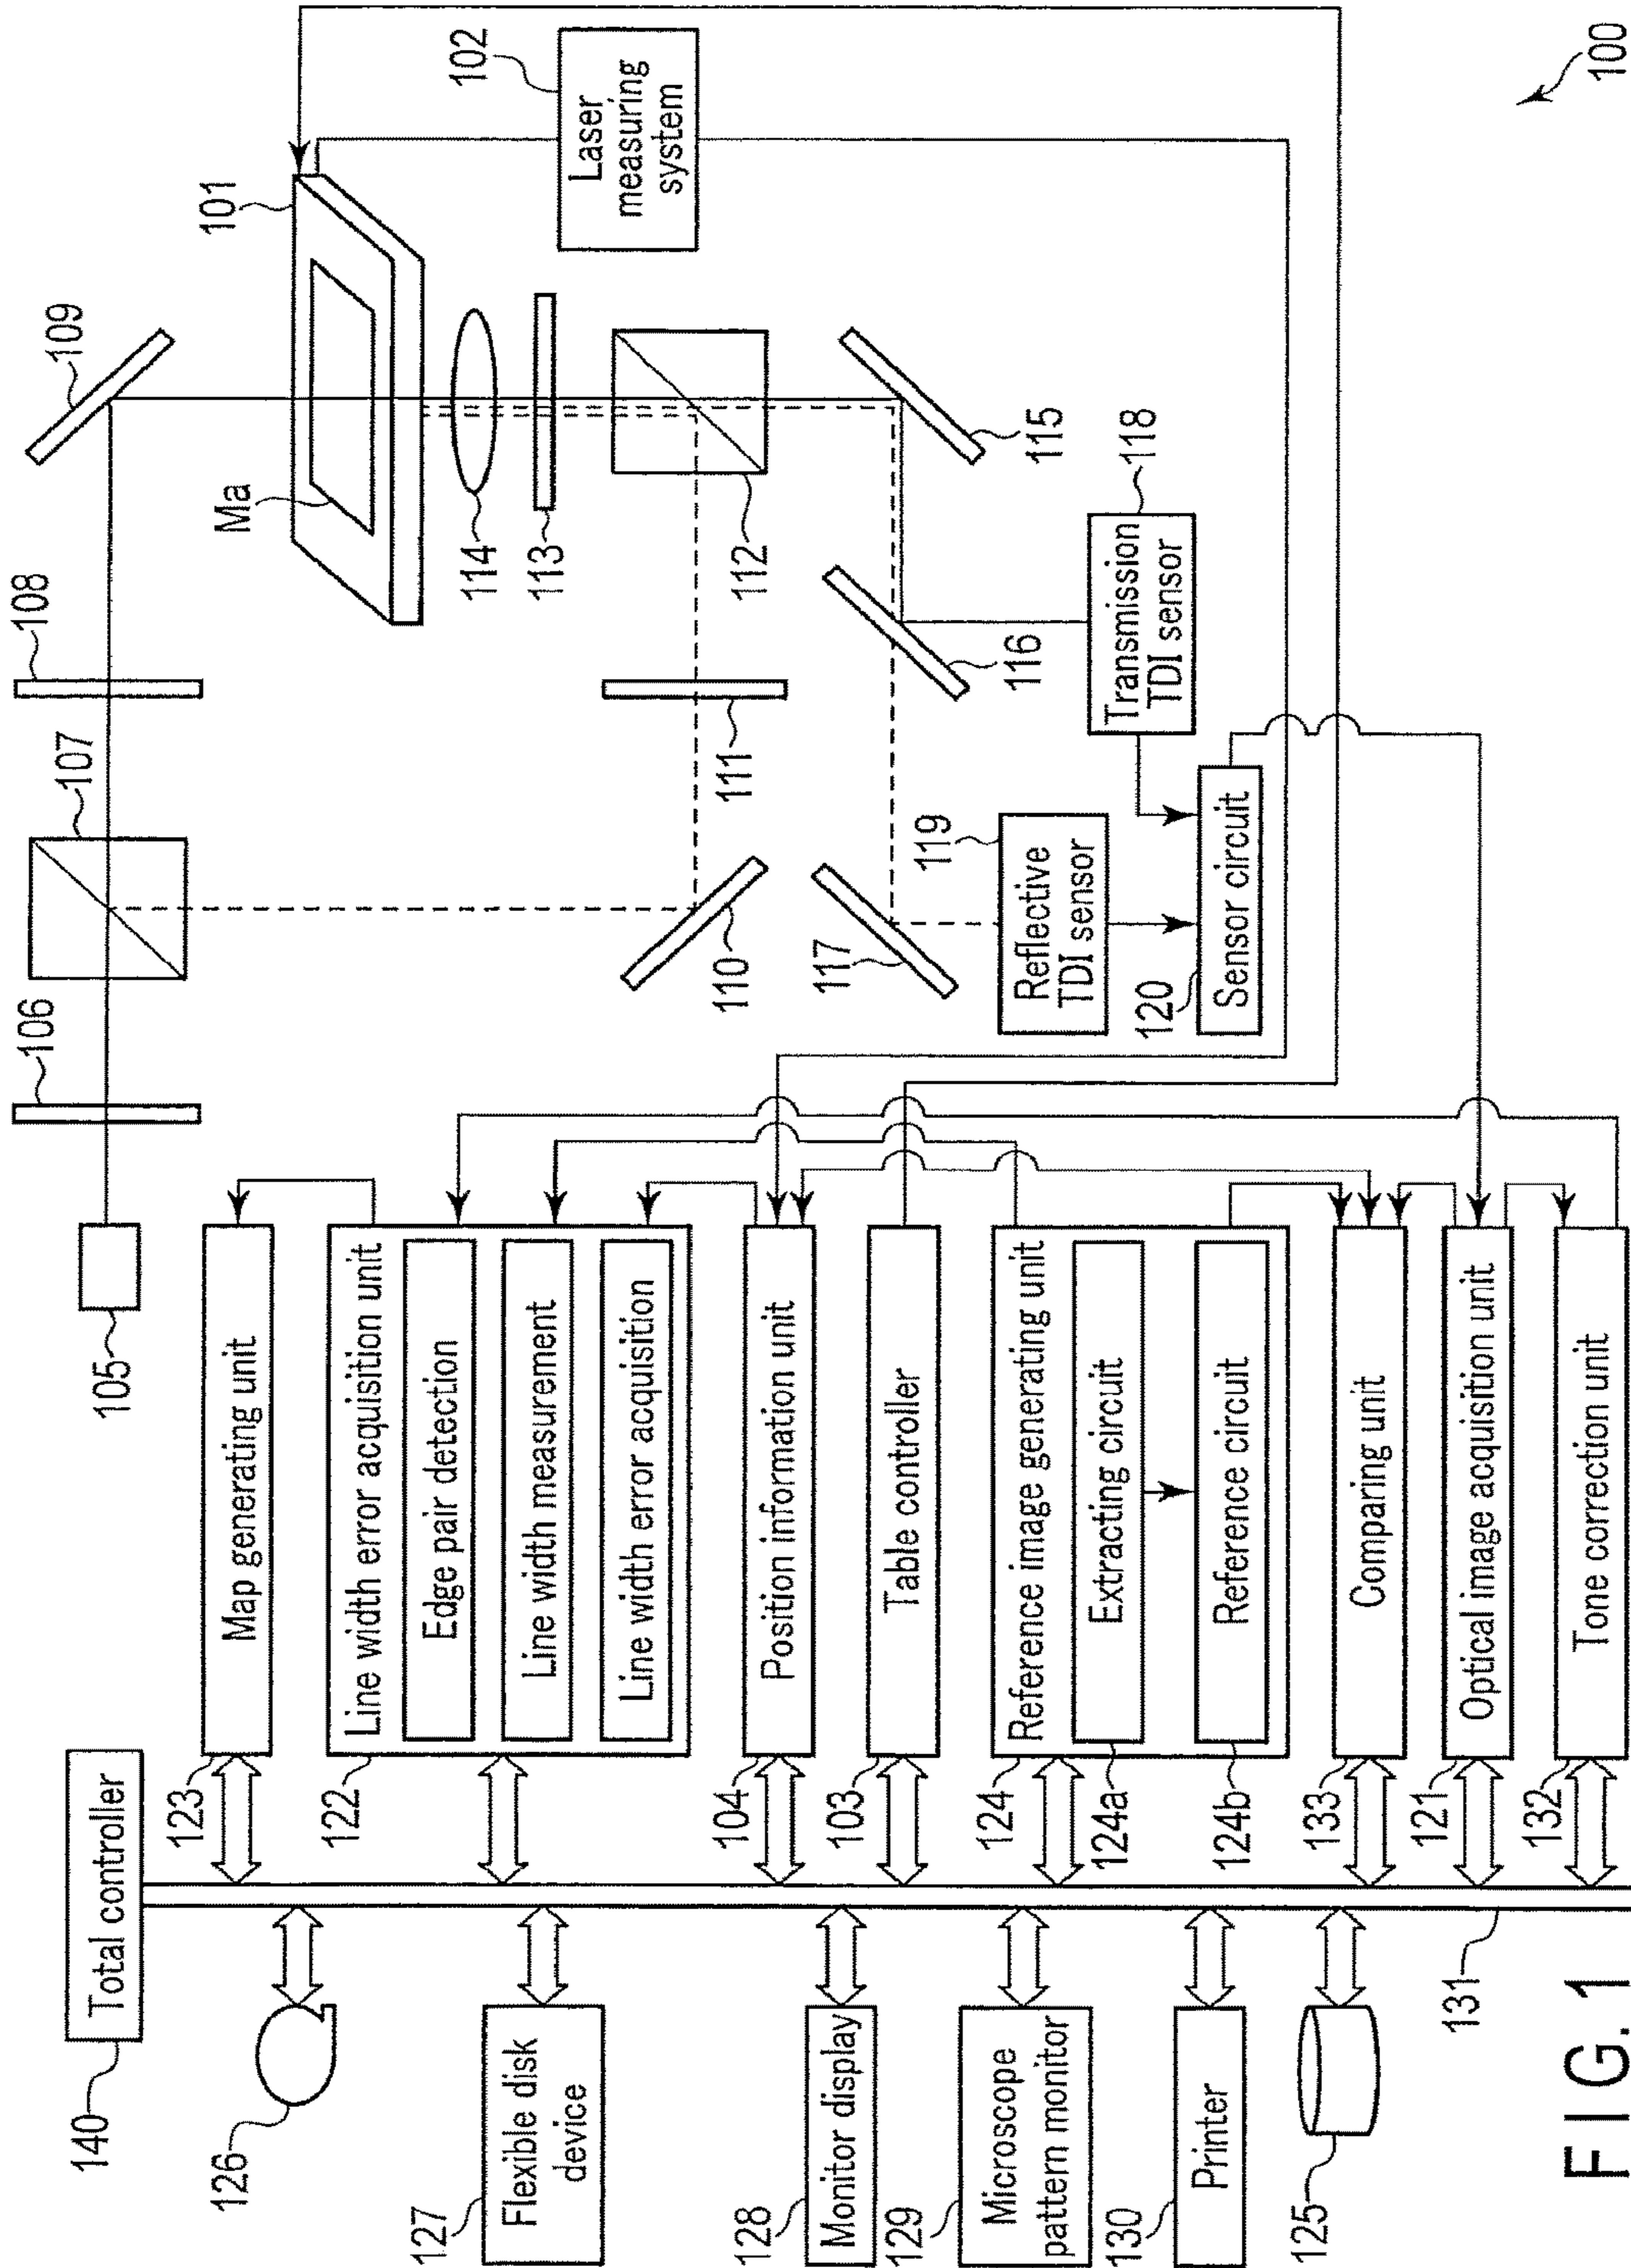 100
109
108
107
106
105
Ma
101
102
Laser
measuring
system
114
113
112
111
110
115
116
117
118
Transmission
TDI sensor
119
Reflective
TDI sensor
120
Sensor circuit
140
Total controller
123
Map generating unit
122
Line width error acquisition unit
Edge pair detection
Line width measurement
Line width error acquisition
104
Position information unit
103
Table controller
124
Reference image generating unit
124a
Extracting circuit
124b
Reference circuit
133
Comparing unit
121
Optical image acquisition unit
132
Tone correction unit
126
127
Flexible disk
device
128
Monitor display
129
Microscope
pattern monitor
130
Printer
125
131
FIG. 1